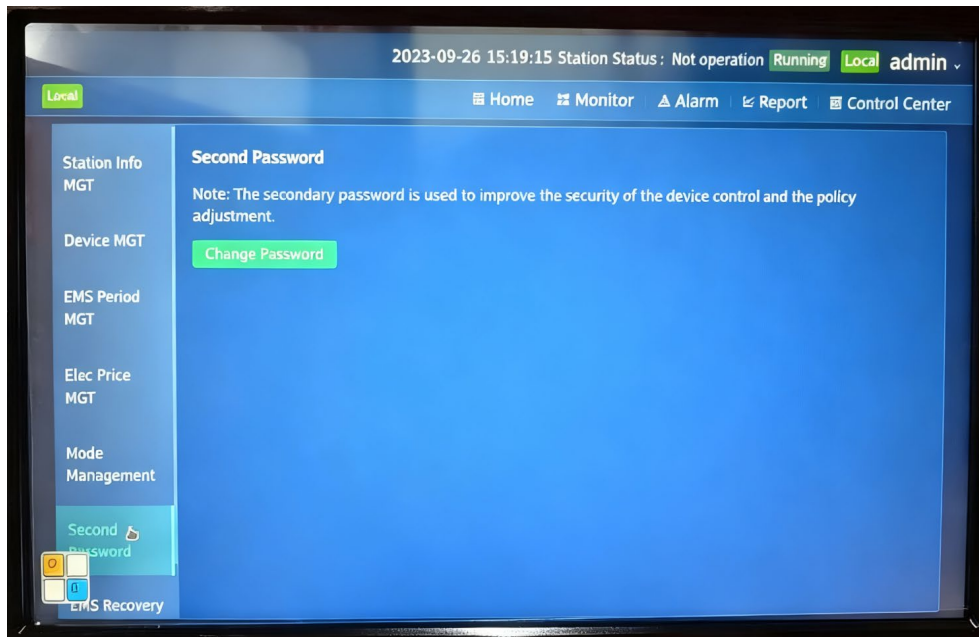 2023-09-26 15:19:15 Station Status : Not operation Running Local admin
Local
Home Monitor Alarm Report Control Center
Station Info
MGT
Device MGT
EMS Period
MGT
Elec Price
MGT
Mode
Management
Second
Password
EMS Recovery
Second Password
Note: The secondary password is used to improve the security of the device control and the policy
adjustment.
Change Password